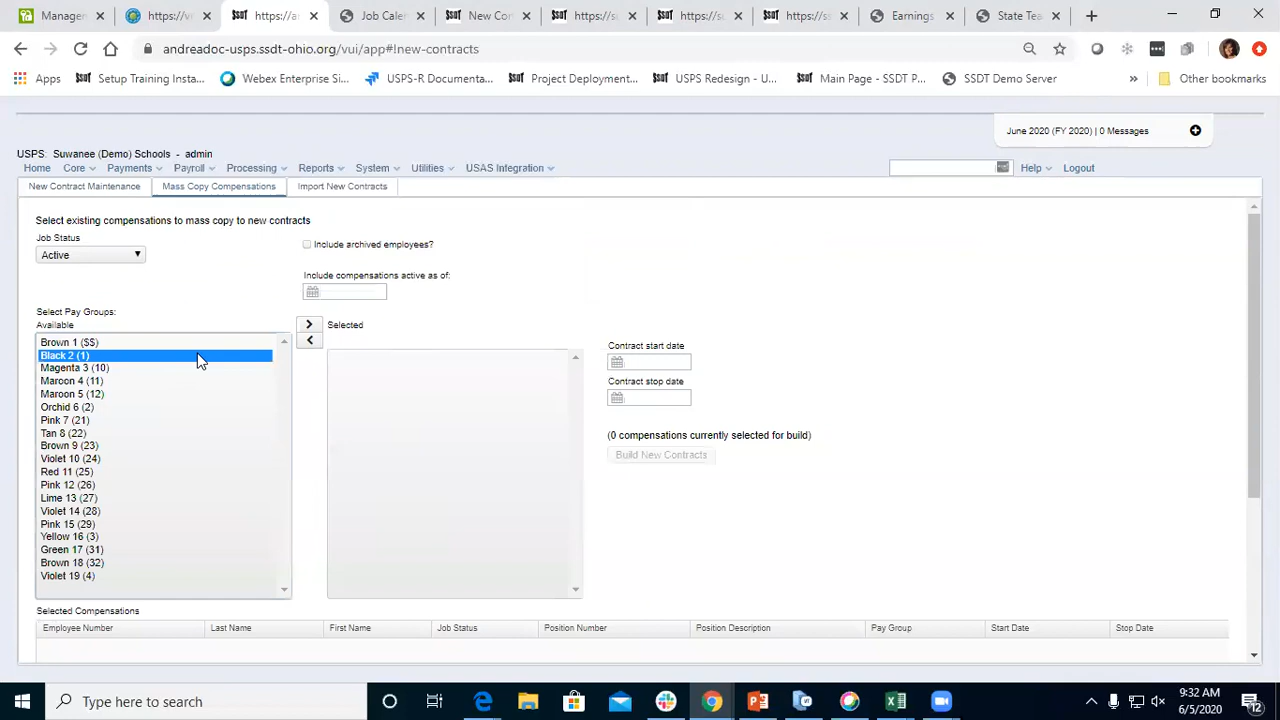 Managem
https://w
https://ar
Job Caler
New Con
https://si
https://s
https://s
Earnings
State Tea
andreadoc-usps.ssdt-ohio.org/vui/app#!new-contracts
Apps
Setup Training Insta...
Webex Enterprise Si...
USPS-R Documenta...
Project Deployment...
USPS Redesign - U...
Main Page - SSDT P...
SSDT Demo Server
»
Other bookmarks
June 2020 (FY 2020) | 0 Messages
USPS: Suwanee (Demo) Schools - admin
Home Core Payments Payroll Processing Reports System Utilities USAS Integration Help Logout
New Contract Maintenance Mass Copy Compensations Import New Contracts
Select existing compensations to mass copy to new contracts
Job Status
Active
Include archived employees?
Include compensations active as of:
Select Pay Groups:
Available
Brown 1 ($$)
Black 2 (1)
Magenta 3 (10)
Maroon 4 (11)
Maroon 5 (12)
Orchid 6 (2)
Pink 7 (21)
Tan 8 (22)
Brown 9 (23)
Violet 10 (24)
Red 11 (25)
Pink 12 (26)
Lime 13 (27)
Violet 14 (28)
Pink 15 (29)
Yellow 16 (3)
Green 17 (31)
Brown 18 (32)
Violet 19 (4)
Selected
Contract start date
Contract stop date
(0 compensations currently selected for build)
Build New Contracts
Selected Compensations
Employee Number Last Name First Name Job Status Position Number Position Description Pay Group Start Date Stop Date
Type here to search
9:32 AM
6/5/2020
12